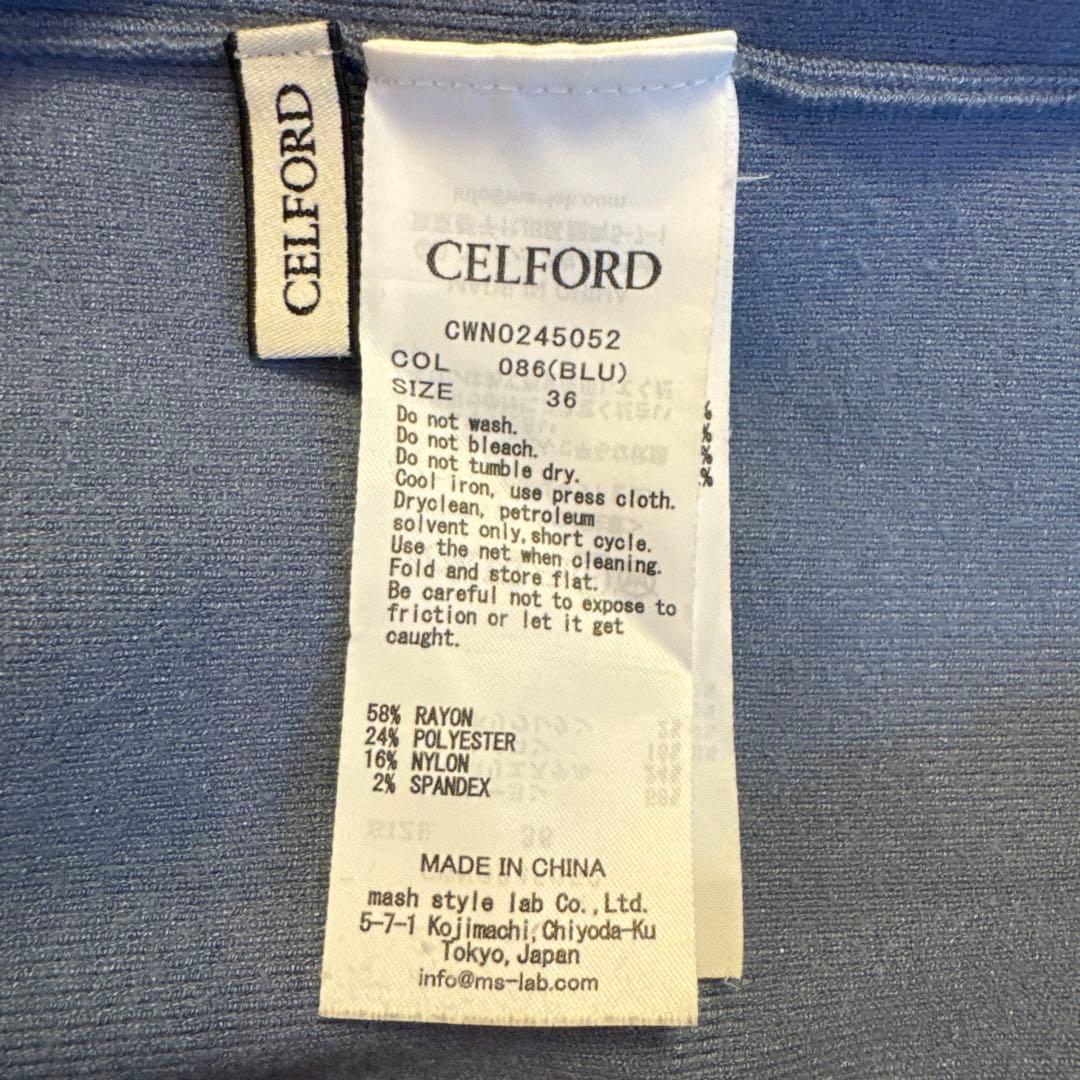 CELFORD
CELFORD
CWNO245052
COL 086(BLU)
SIZE 36
Do not wash.
Do not bleach.
Do not tumble dry.
Cool iron, use press cloth.
Dryclean, petroleum
solvent only,short cycle.
Use the net when cleaning.
Fold and store flat.
Be careful not to expose to
friction or let it get
caught.
58% RAYON
24% POLYESTER
16% NYLON
2% SPANDEX
MADE IN CHINA
mash style lab Co.,Ltd.
5-7-1 Kojimachi,Chiyoda-Ku
Tokyo,Japan
info@ms-lab.com